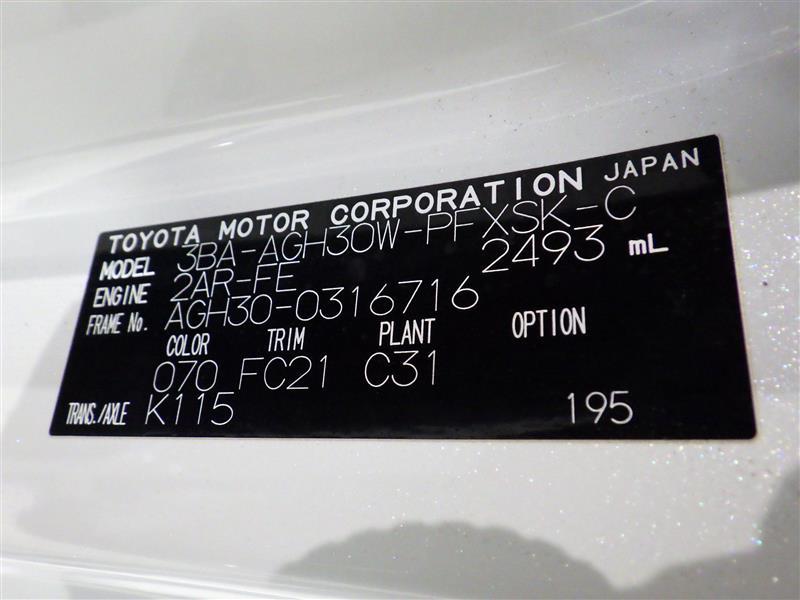 TOYOTA MOTOR CORPORATION JAPAN
MODEL 3BA-AGH30W-PFXSK-C
ENGINE 2AR-FE 2493 mL
FRAME No. AGH30-0316716
COLOR TRIM PLANT OPTION
070 FC21 C31
TRANS./AXLE K115 195